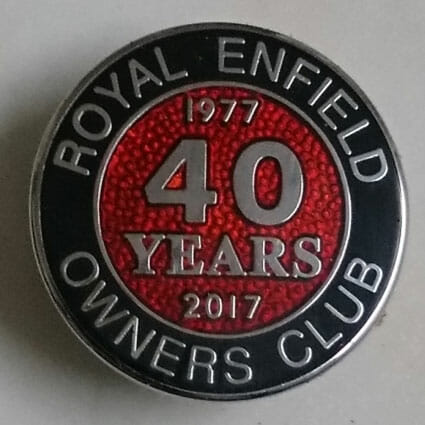 ROYAL ENFIELD
1977
40
YEARS
2017
OWNERS CLUB